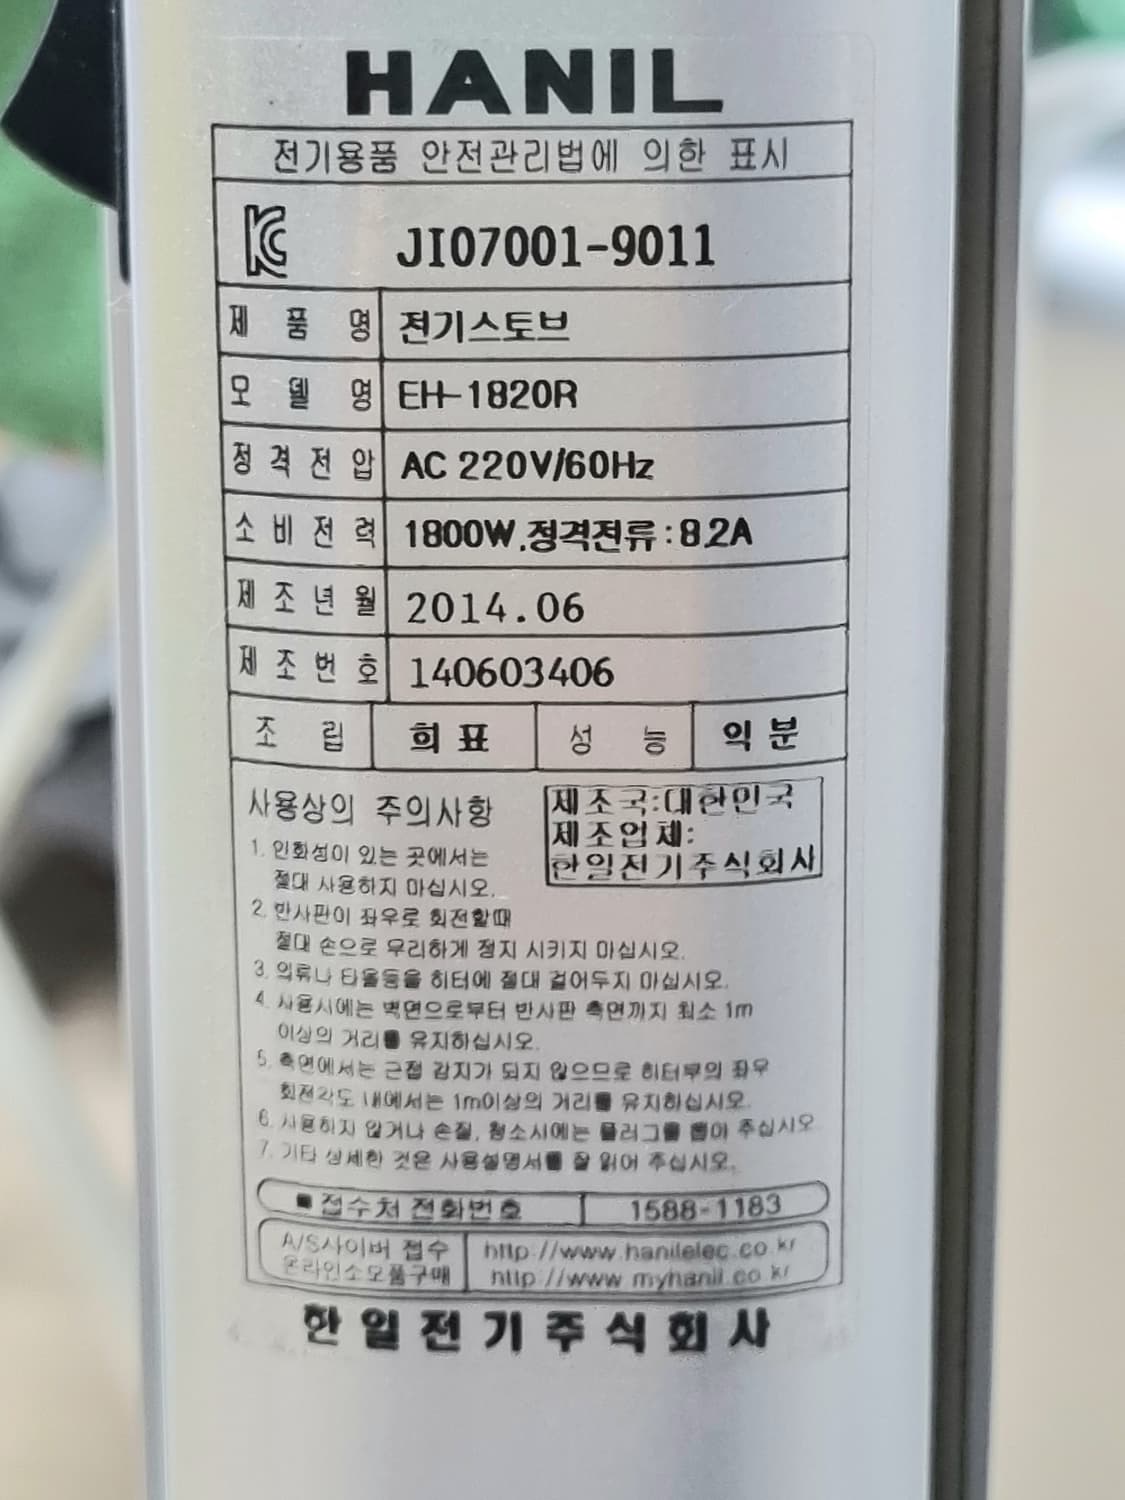 HANIL
전기용품 안전관리법에 의한 표시
KC JI07001-9011
제 품 명 전기스토브
모 델 명 EH-1820R
정 격 전 압 AC 220V/60Hz
소 비 전 력 1800W.정격전류:8.2A
제 조 년 월 2014.06
제 조 번 호 140603406
조 립 희 표 성 능 익 분
사용상의 주의사항
제조국:대한민국
제조업체:
한일전기주식회사
1. 인화성이 있는 곳에서는
절대 사용하지 마십시오.
2. 반사판이 좌우로 회전할때
절대 손으로 무리하게 정지 시키지 마십시오.
3. 의류나 타올등을 히터에 절대 걸어두지 마십시오.
4. 사용시에는 벽면으로부터 반사판 측면까지 최소 1m
이상의 거리를 유지하십시오.
5. 측면에서는 근접 감지가 되지 않으므로 히터부의 좌우
회전각도 내에서는 1m이상의 거리를 유지하십시오.
6. 사용하지 않거나 손질, 청소시에는 플러그를 뽑아 주십시오
7. 기타 상세한 것은 사용설명서를 잘 읽어 주십시오.
■ 접수처 전화번호 1588-1183
A/S사이버 접수 http://www.hanilelec.co.kr
온라인소모품구매 http://www.myhanil.co.kr
한일전기주식회사